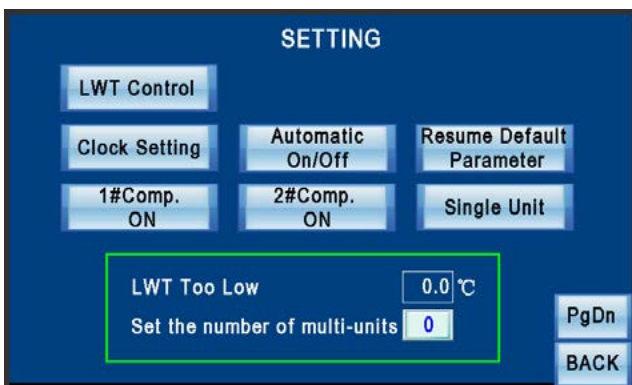 SETTING
LWT Control
Clock Setting
Automatic
On/Off
Resume Default
Parameter
1#Comp.
ON
2#Comp.
ON
Single Unit
LWT Too Low 0.0 ℃
Set the number of multi-units 0
PgDn
BACK